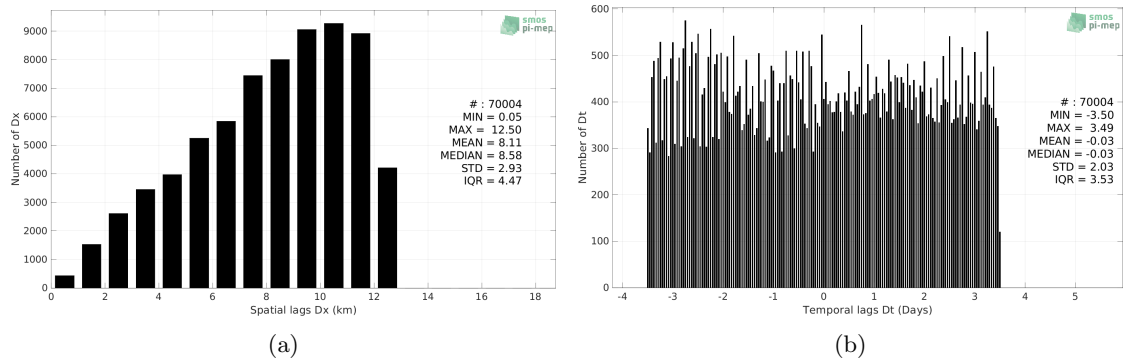 9000
8000
7000
6000
5000
4000
3000
2000
1000
0
Number of Dx
0 2 4 6 8 10 12 14 16 18
Spatial lags Dx (km)
smos
pi-mep
# : 70004
MIN = 0.05
MAX = 12.50
MEAN = 8.11
MEDIAN = 8.58
STD = 2.93
IQR = 4.47
(a)
600
500
400
300
200
100
0
Number of Dt
-4 -3 -2 -1 0 1 2 3 4 5
Temporal lags Dt (Days)
smos
pi-mep
# : 70004
MIN = -3.50
MAX = 3.49
MEAN = -0.03
MEDIAN = -0.03
STD = 2.03
IQR = 3.53
(b)